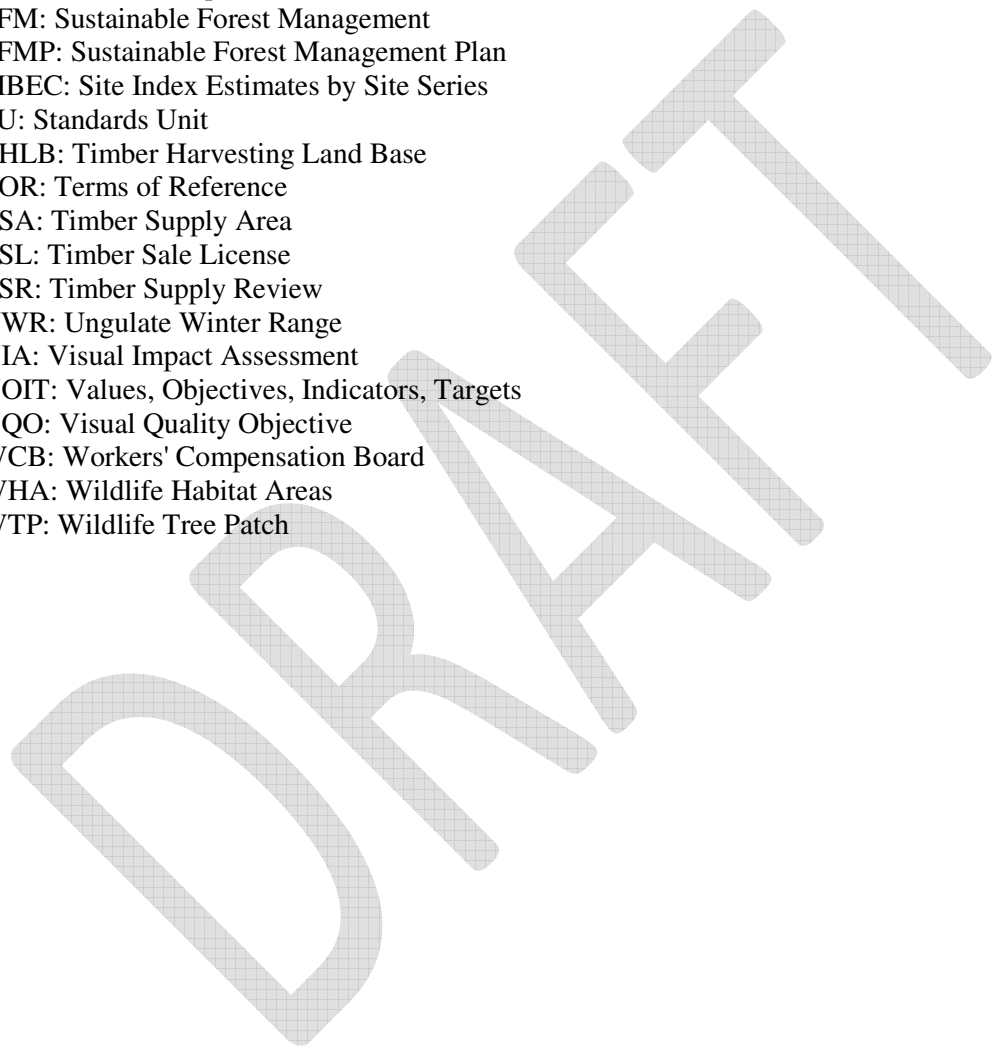 FM: Sustainable Forest Management
FMP: Sustainable Forest Management Plan
IBEC: Site Index Estimates by Site Series
U: Standards Unit
HLB: Timber Harvesting Land Base
OR: Terms of Reference
SA: Timber Supply Area
SL: Timber Sale License
SR: Timber Supply Review
WR: Ungulate Winter Range
IA: Visual Impact Assessment
OIT: Values, Objectives, Indicators, Targets
QO: Visual Quality Objective
CB: Workers' Compensation Board
HA: Wildlife Habitat Areas
TP: Wildlife Tree Patch
DRAFT